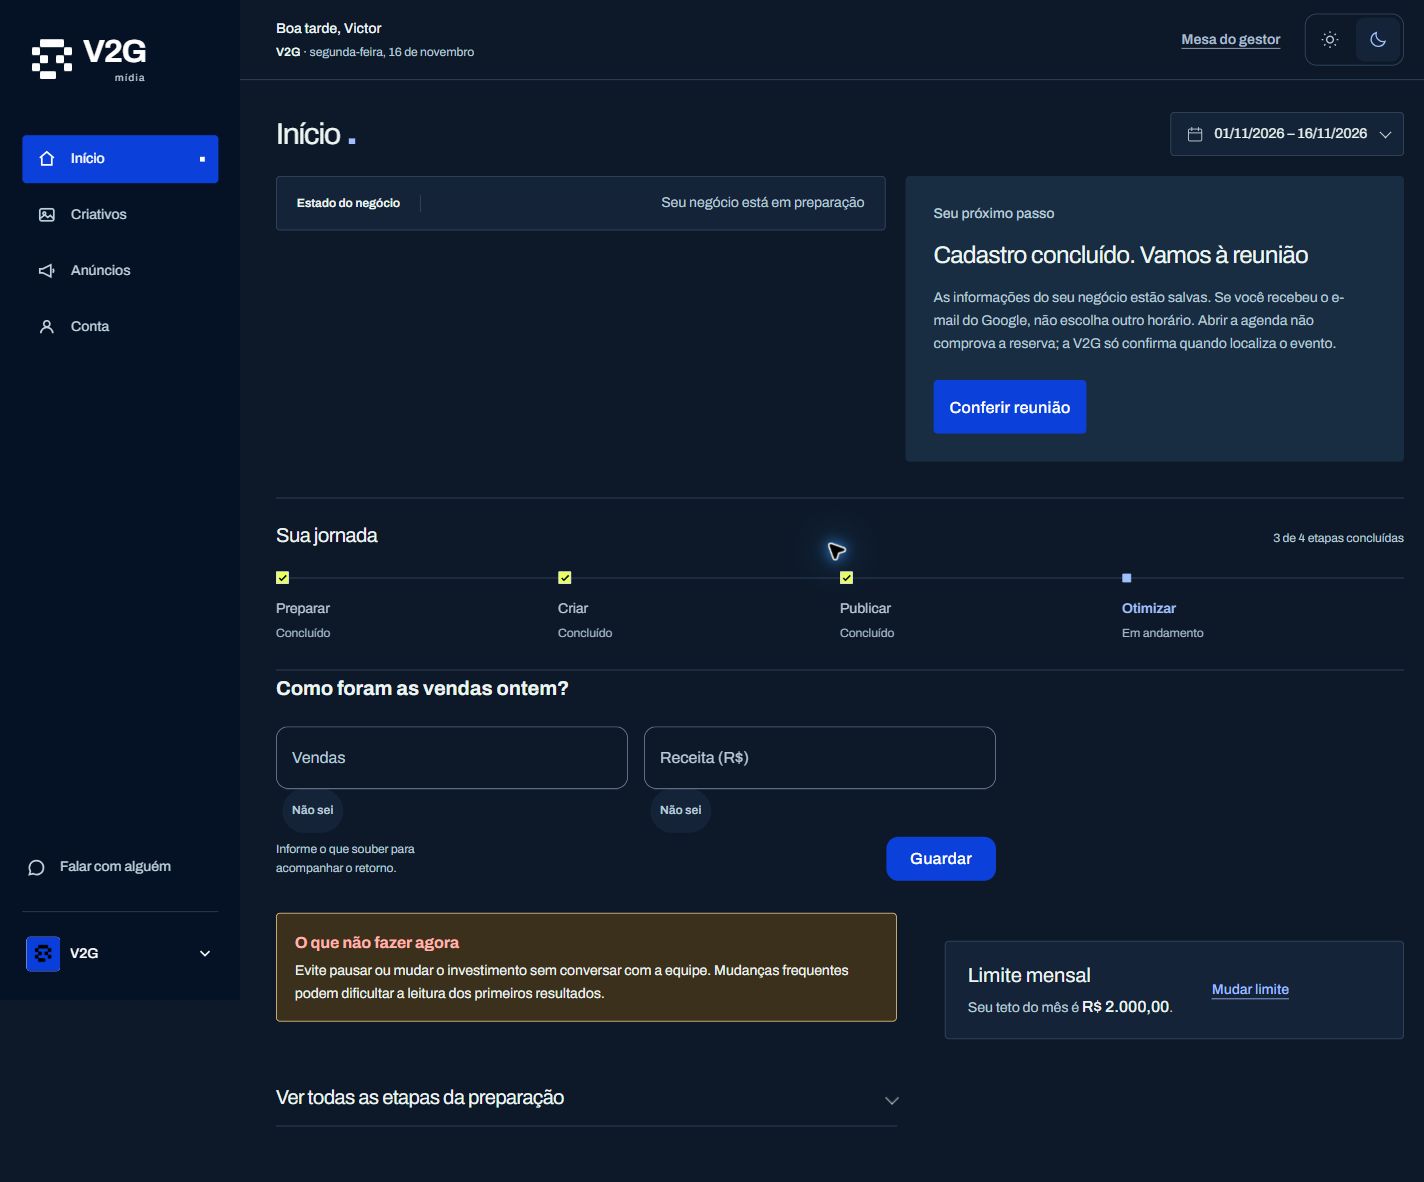 V2G
mídia
Início
Criativos
Anúncios
Conta
Falar com alguém
V2G
Boa tarde, Victor
V2G · segunda-feira, 16 de novembro
Mesa do gestor
Início
01/11/2026 – 16/11/2026
Estado do negócio
Seu negócio está em preparação
Seu próximo passo
Cadastro concluído. Vamos à reunião
As informações do seu negócio estão salvas. Se você recebeu o e-
mail do Google, não escolha outro horário. Abrir a agenda não
comprova a reserva; a V2G só confirma quando localiza o evento.
Conferir reunião
Sua jornada
3 de 4 etapas concluídas
Preparar
Concluído
Criar
Concluído
Publicar
Concluído
Otimizar
Em andamento
Como foram as vendas ontem?
Vendas
Receita (R$)
Não sei
Não sei
Informe o que souber para
acompanhar o retorno.
Guardar
O que não fazer agora
Evite pausar ou mudar o investimento sem conversar com a equipe. Mudanças frequentes
podem dificultar a leitura dos primeiros resultados.
Limite mensal
Seu teto do mês é R$ 2.000,00.
Mudar limite
Ver todas as etapas da preparação